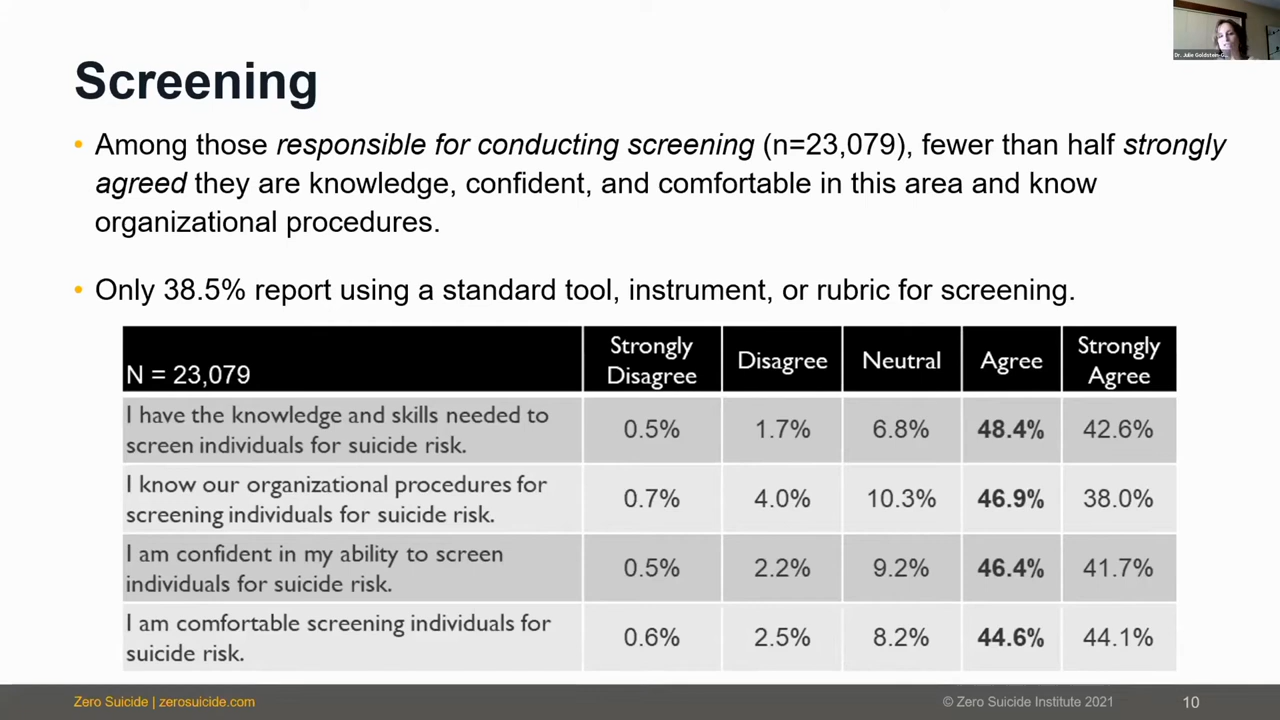 Dr. Julie Goldstein-G...
Screening
• Among those responsible for conducting screening (n=23,079), fewer than half strongly
agreed they are knowledge, confident, and comfortable in this area and know
organizational procedures.
• Only 38.5% report using a standard tool, instrument, or rubric for screening.
N = 23,079 Strongly Disagree Disagree Neutral Agree Strongly Agree
I have the knowledge and skills needed to
screen individuals for suicide risk. 0.5% 1.7% 6.8% 48.4% 42.6%
I know our organizational procedures for
screening individuals for suicide risk. 0.7% 4.0% 10.3% 46.9% 38.0%
I am confident in my ability to screen
individuals for suicide risk. 0.5% 2.2% 9.2% 46.4% 41.7%
I am comfortable screening individuals for
suicide risk. 0.6% 2.5% 8.2% 44.6% 44.1%
Zero Suicide | zerosuicide.com © Zero Suicide Institute 2021 10